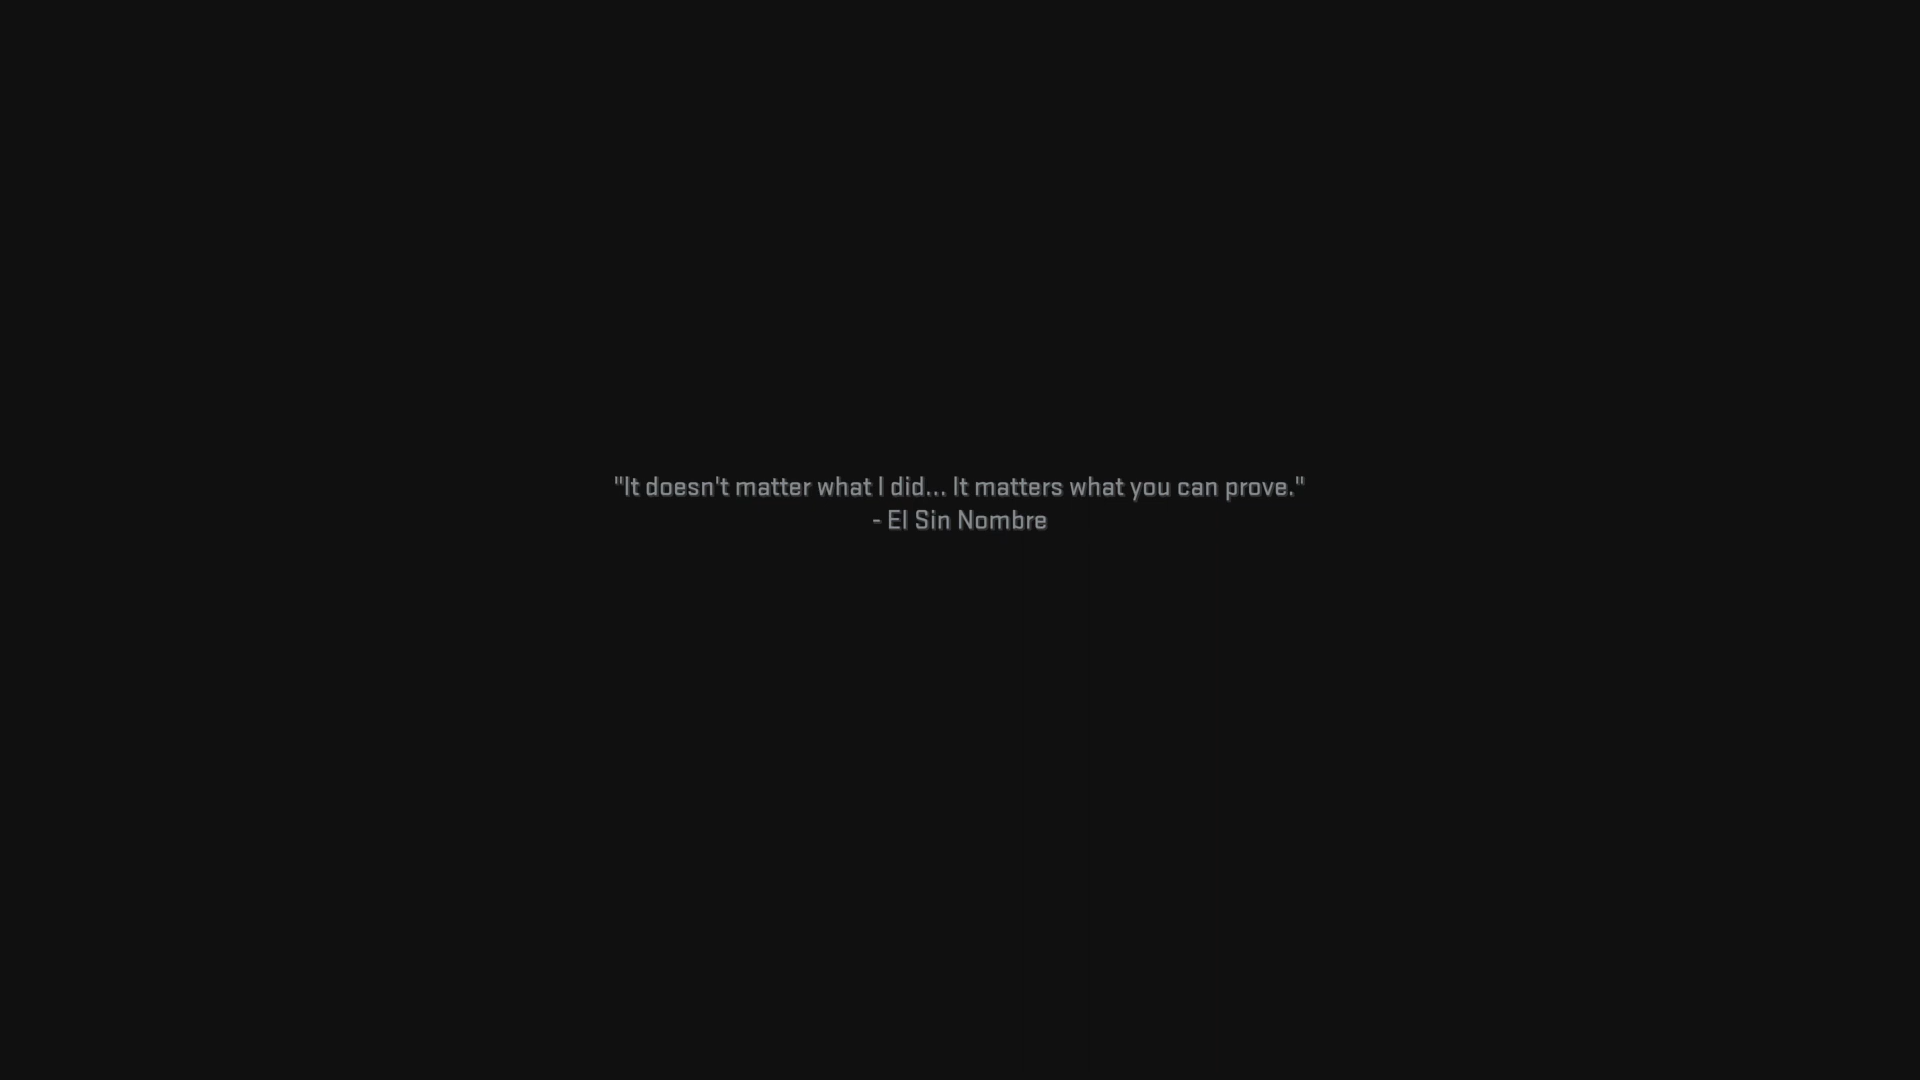 "It doesn't matter what I did... It matters what you can prove."
- El Sin Nombre